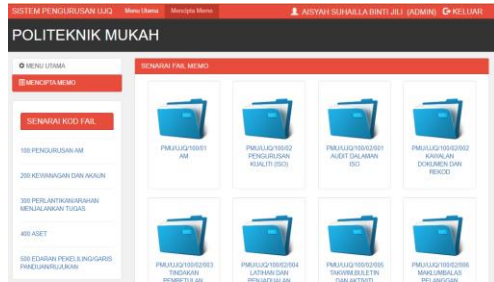 SISTEM PENGURUSAN UJQ Menu Utama Mencipta Memo AISYAH SUHAILLA BINTI JILI (ADMIN) KELUAR
POLITEKNIK MUKAH
MENU UTAMA
MENCIPTA MEMO
SENARAI KOD FAIL
100 PENGURUSAN AM
200 KEWANGAN DAN AKAUN
300 PERLANTIKAN/ARAHAN
MENJALANKAN TUGAS
400 ASET
500 EDARAN PEKELILING/GARIS
PANDUAN/RUJUKAN
SENARAI FAIL MEMO
PMU/UJQ/100/01
AM
PMU/UJQ/100/02
PENGURUSAN
KUALITI (ISO)
PMU/UJQ/100/02/001
AUDIT DALAMAN
ISO
PMU/UJQ/100/02/002
KAWALAN
DOKUMEN DAN
REKOD
PMU/UJQ/100/02/003
TINDAKAN
PEMBETULAN
PMU/UJQ/100/02/004
LATIHAN DAN
PENJADUALAN
PMU/UJQ/100/02/005
TAKWIM,BULETIN
DAN AKTIVITI
PMU/UJQ/100/02/006
MAKLUMBALAS
PELANGGAN